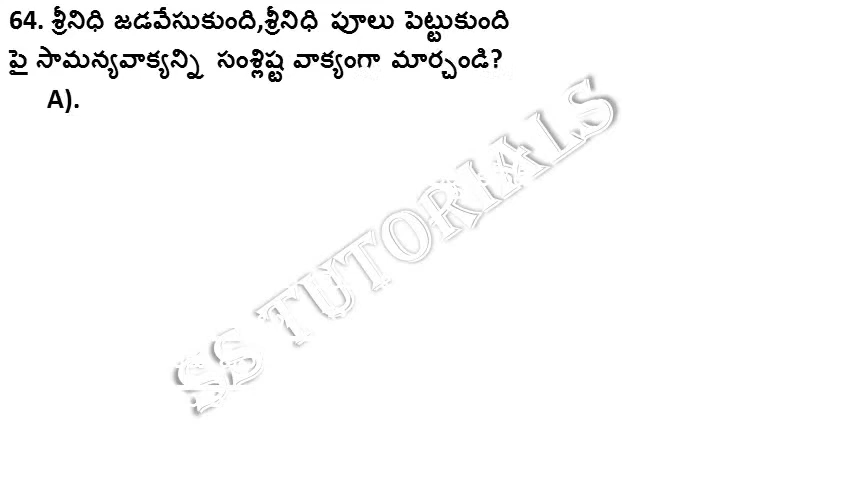 64. శ్రీనిధి జడవేసుకుంది,శ్రీనిధి పూలు పెట్టుకుంది
పై సామన్యవాక్యన్ని సంశ్లిష్ట వాక్యంగా మార్చండి?
A).
SS TUTORIALS